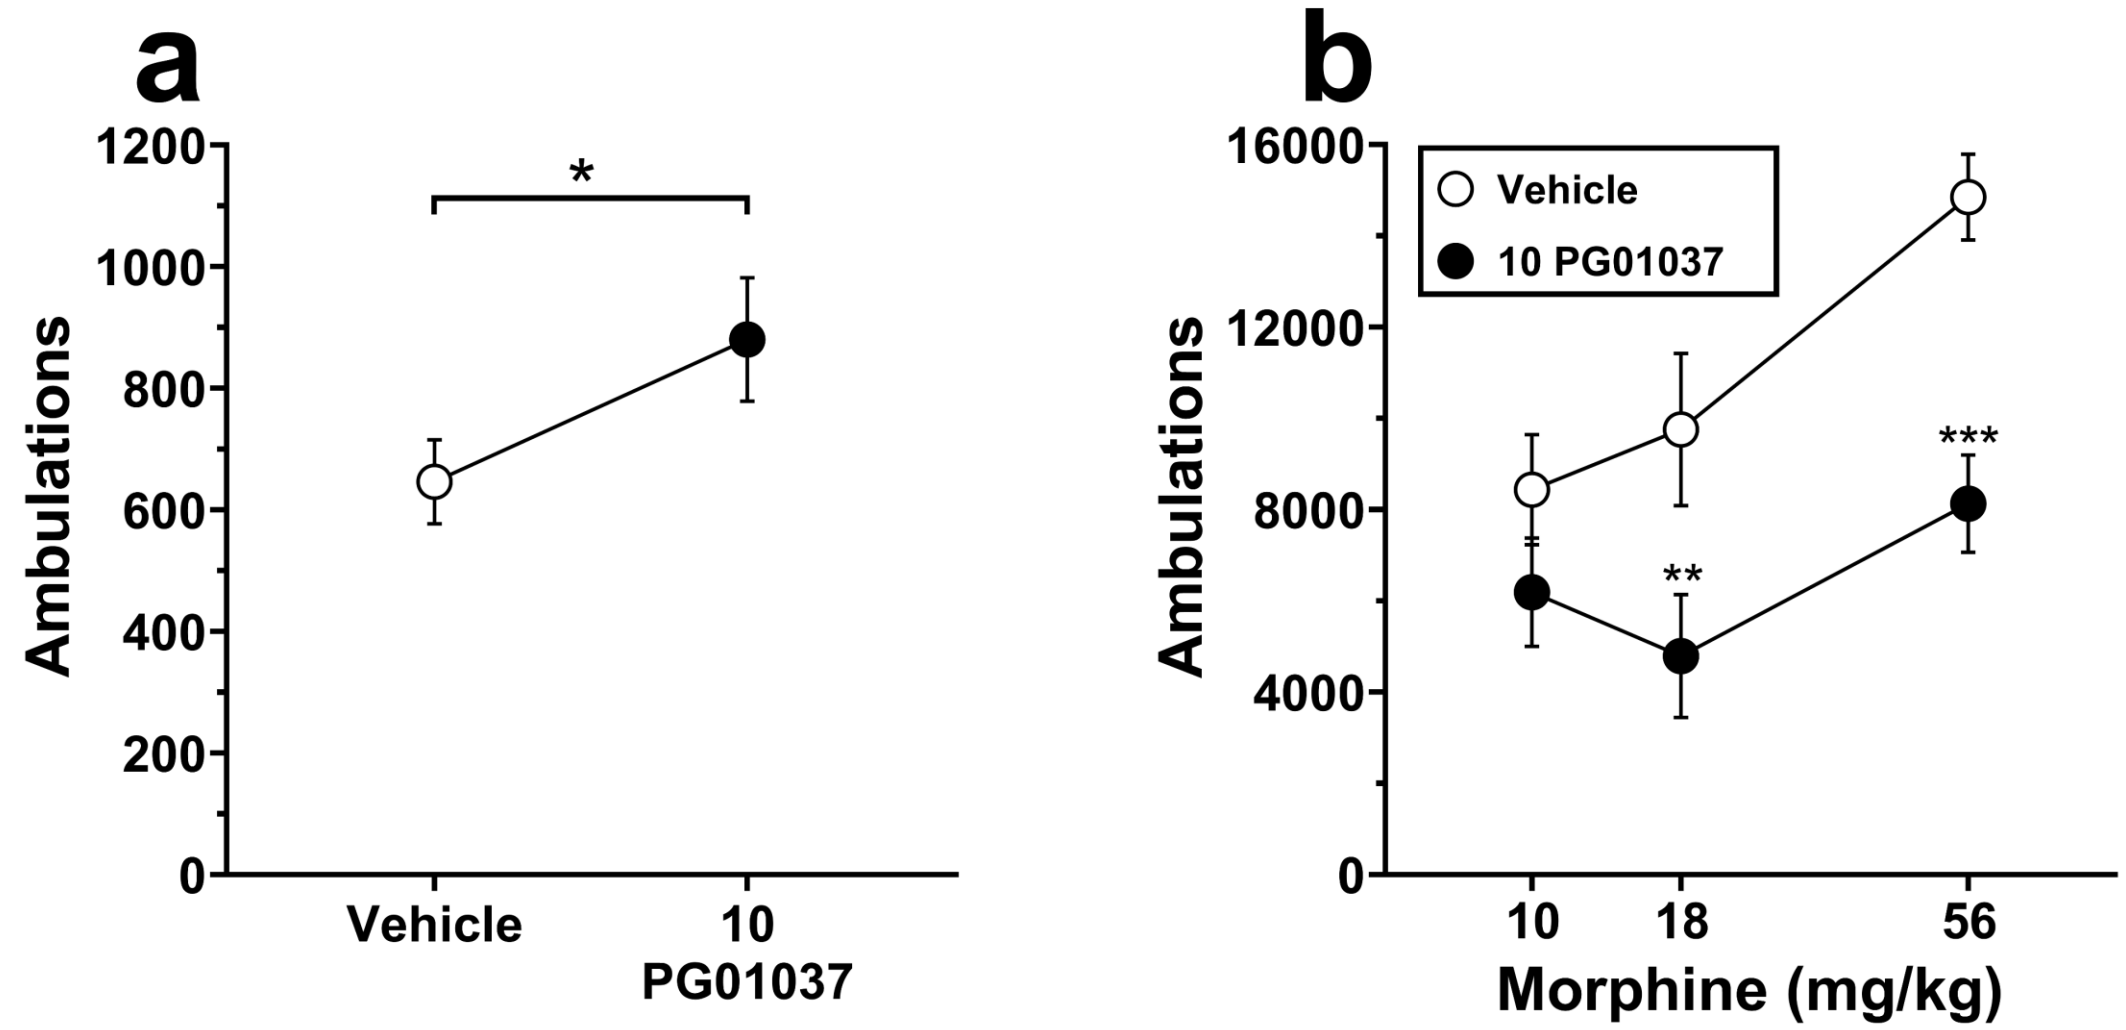 a
1200
1000
800
600
400
200
0
Ambulations
*
Vehicle
10
PG01037
b
16000
12000
8000
4000
0
Ambulations
Vehicle
10 PG01037
**
***
10 18 56
Morphine (mg/kg)